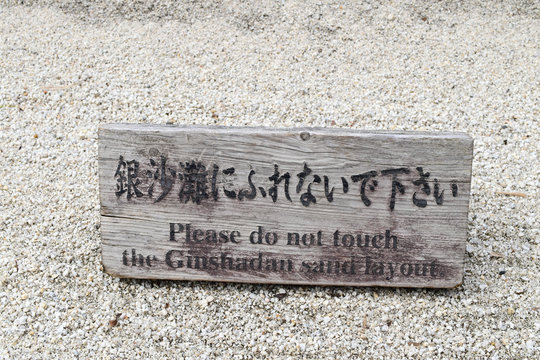 銀沙灘にふれないで下さい
Please do not touch
the Ginshadan sand layout